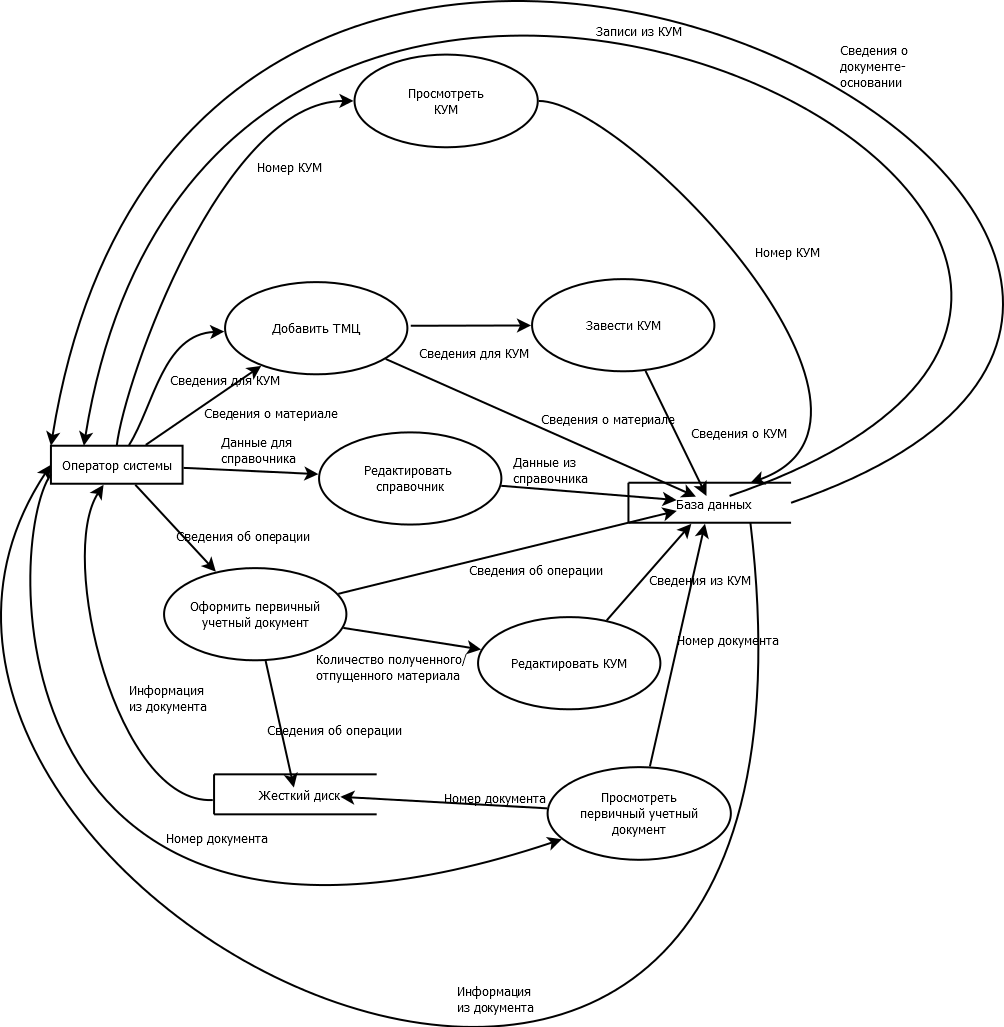 Записи из КУМ
Сведения о
документе-
основании
Просмотреть
КУМ
Номер КУМ
Номер КУМ
Добавить ТМЦ
Завести КУМ
Сведения для КУМ
Сведения для КУМ
Сведения о материале
Сведения о материале
Сведения о КУМ
Данные для
справочника
Оператор системы
Редактировать
справочник
Данные из
справочника
База данных
Сведения об операции
Сведения об операции
Сведения из КУМ
Оформить первичный
учетный документ
Номер документа
Количество полученного/
отпущенного материала
Редактировать КУМ
Информация
из документа
Сведения об операции
Жесткий диск
Номер документа
Просмотреть
первичный учетный
документ
Номер документа
Информация
из документа